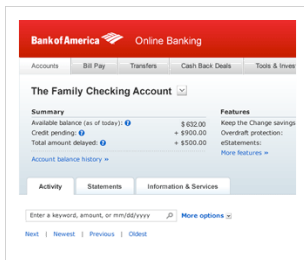 Bank of America Online Banking
Accounts Bill Pay Transfers Cash Back Deals Tools & Inves
The Family Checking Account
Summary Features
Available balance (as of today): ? $ 632.00 Keep the Change savings
Credit pending: ? + $900.00 Overdraft protection:
Total amount delayed: ? + $500.00 eStatements:
More features »
Account balance history »
Activity Statements Information & Services
Enter a keyword, amount, or mm/dd/yyyy More options
Next | Newest | Previous | Oldest